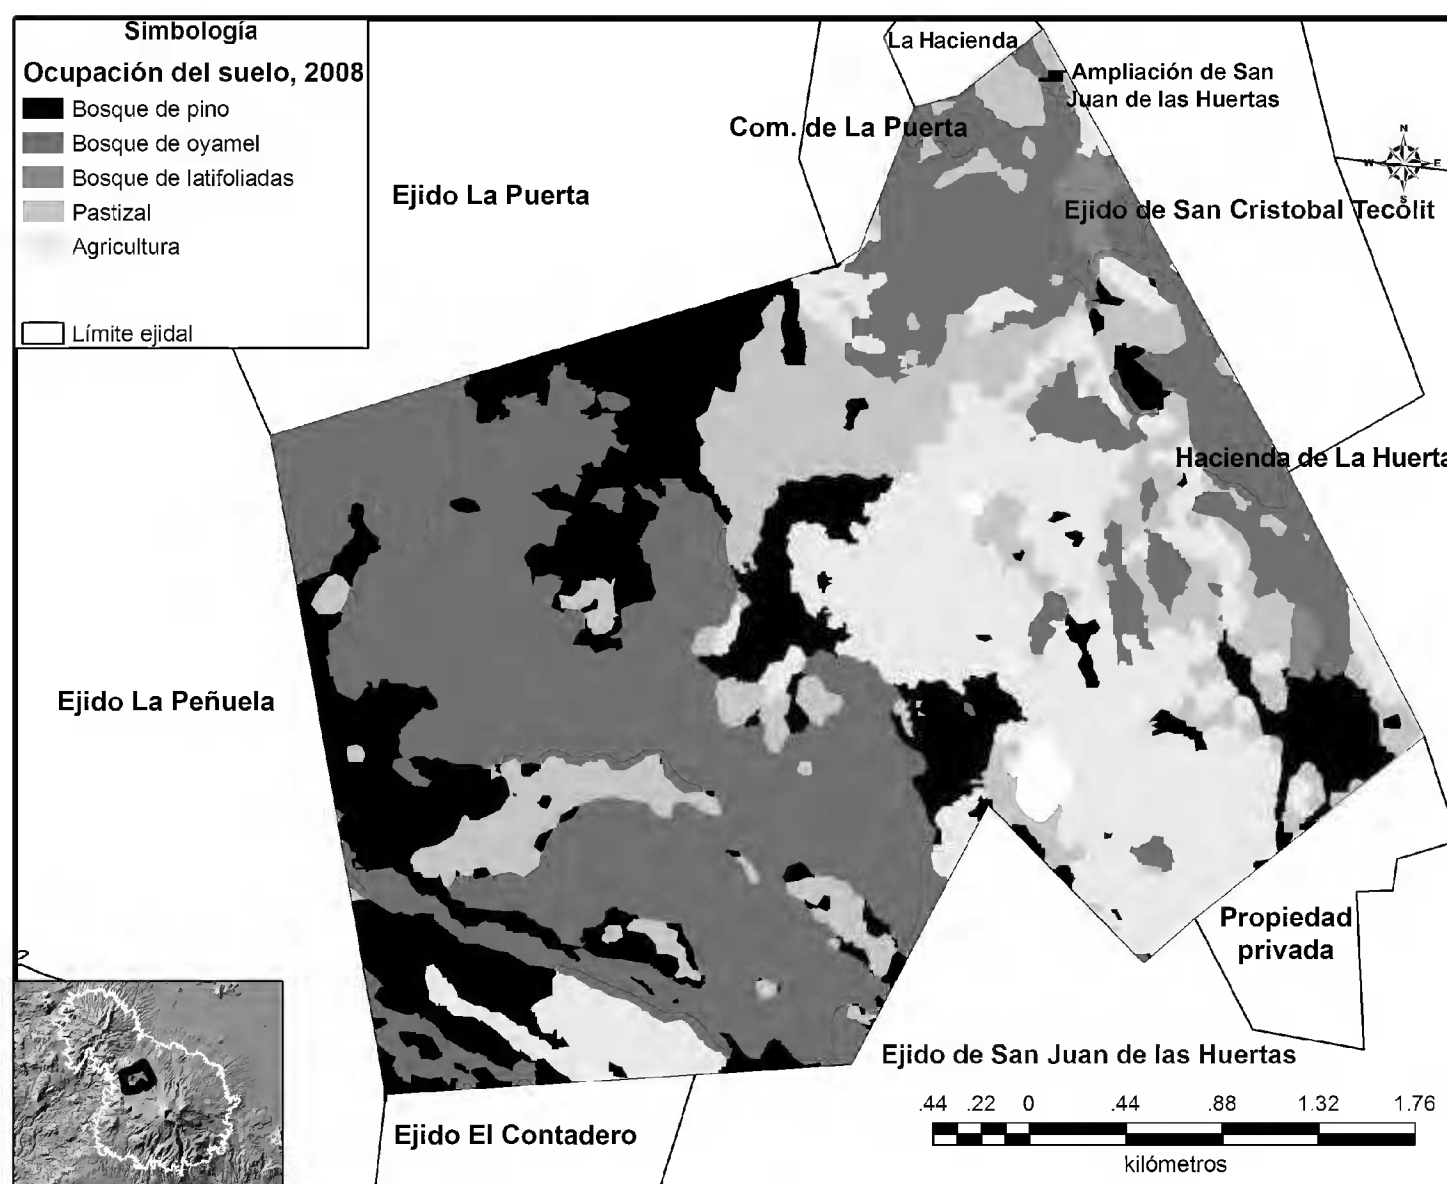 Simbología
Ocupación del suelo, 2008
Bosque de pino
Bosque de oyamel
Bosque de latifoliadas
Pastizal
Agricultura
Límite ejidal
La Hacienda
Ampliación de San
Juan de las Huertas
Com. de La Puerta
Ejido La Puerta
N
W
E
S
Ejido de San Cristobal Tecolit
Hacienda de La Huerta
Ejido La Peñuela
Propiedad
privada
Ejido de San Juan de las Huertas
Ejido El Contadero
.44 .22 0 .44 .88 1.32 1.76
kilómetros